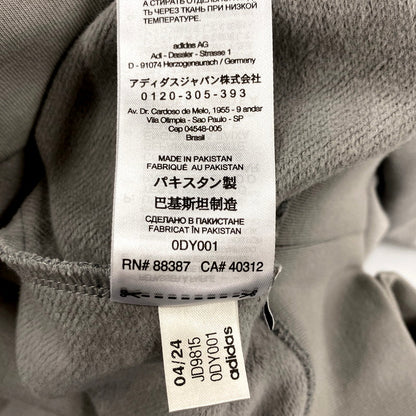 АТЬ ОТБЕЛИВ
ТЬ ЧЕРЕЗ ТКАНЬ ПРИ НИЗКОЙ
ТЕМПЕРАТУРЕ.
adidas AG
Adi - Dassler - Strasse 1
D - 91074 Herzogenaurach / Germany
アディダスジャパン株式会社
0120-305-393
Av. Dr. Cardoso de Melo, 1955 - 9 andar
Vila Olimpia - Sao Paulo - SP
Cap 04548-005
Brasil
MADE IN PAKISTAN
FABRIQUÉ AU PAKISTAN
パキスタン製
巴基斯坦制造
СДЕЛАНО В ПАКИСТАНЕ
FABRICAT ÎN PAKISTAN
0DY001
RN# 88387 CA# 40312
04/24
JD9815
0DY001
adidas